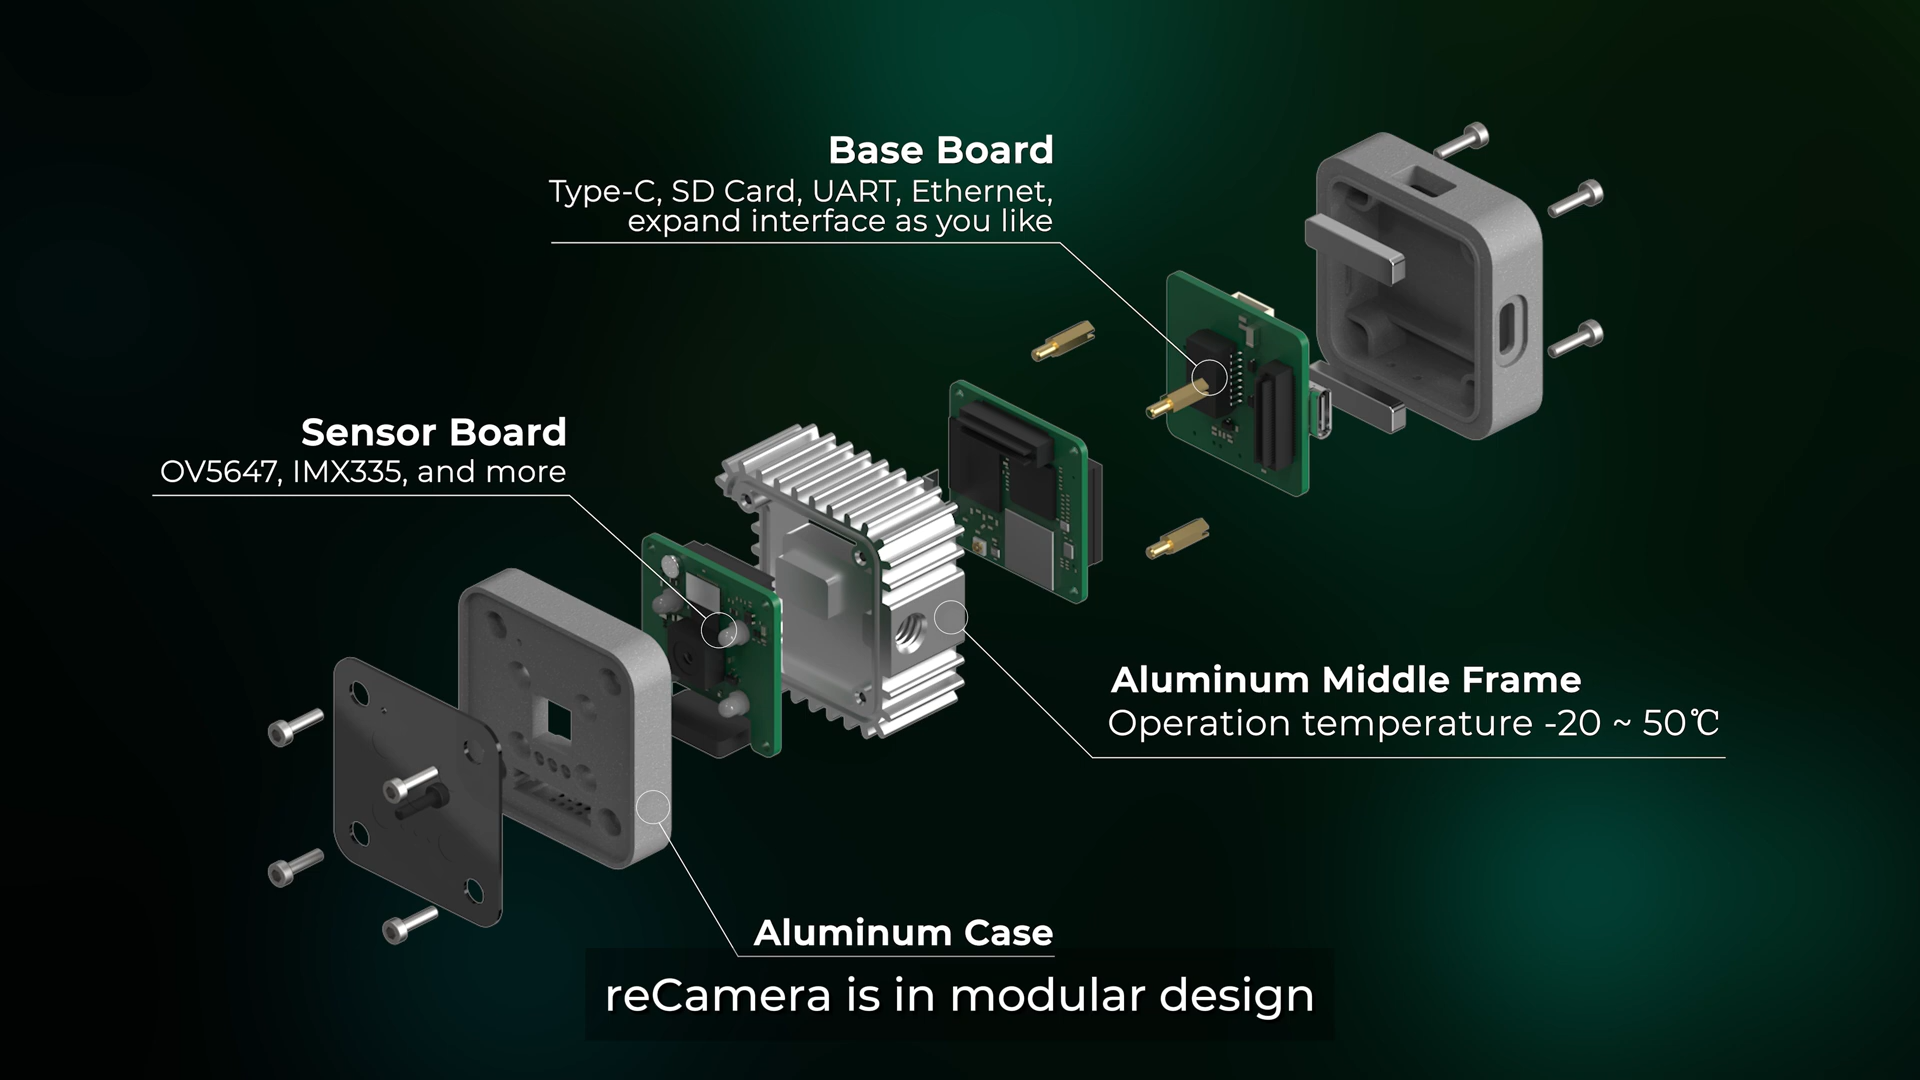 Base Board
Type-C, SD Card, UART, Ethernet,
expand interface as you like
Sensor Board
OV5647, IMX335, and more
Aluminum Middle Frame
Operation temperature -20 ~ 50℃
Aluminum Case
reCamera is in modular design